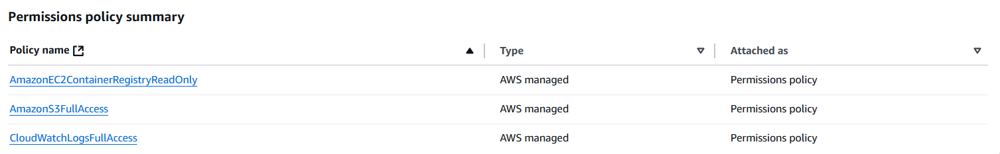 Permissions policy summary
Policy name Type Attached as
AmazonEC2ContainerRegistryReadOnly AWS managed Permissions policy
AmazonS3FullAccess AWS managed Permissions policy
CloudWatchLogsFullAccess AWS managed Permissions policy